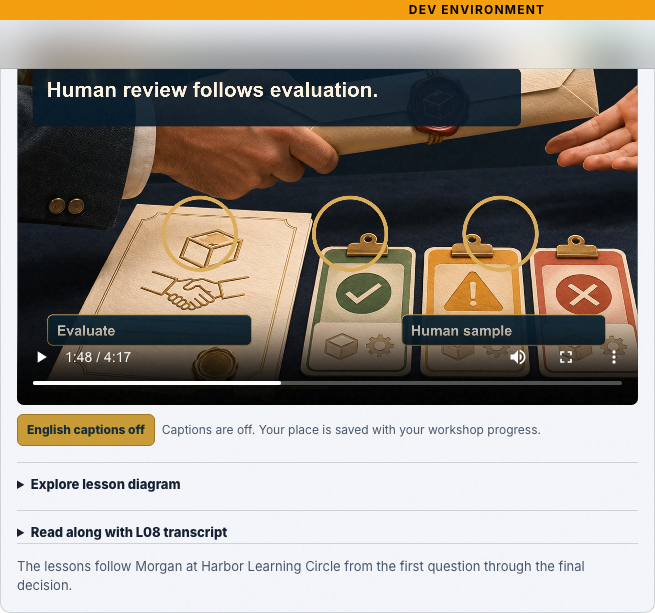 DEV ENVIRONMENT
Human review follows evaluation.
Evaluate
Human sample
1:48 / 4:17
English captions off
Captions are off. Your place is saved with your workshop progress.
Explore lesson diagram
Read along with L08 transcript
The lessons follow Morgan at Harbor Learning Circle from the first question through the final
decision.